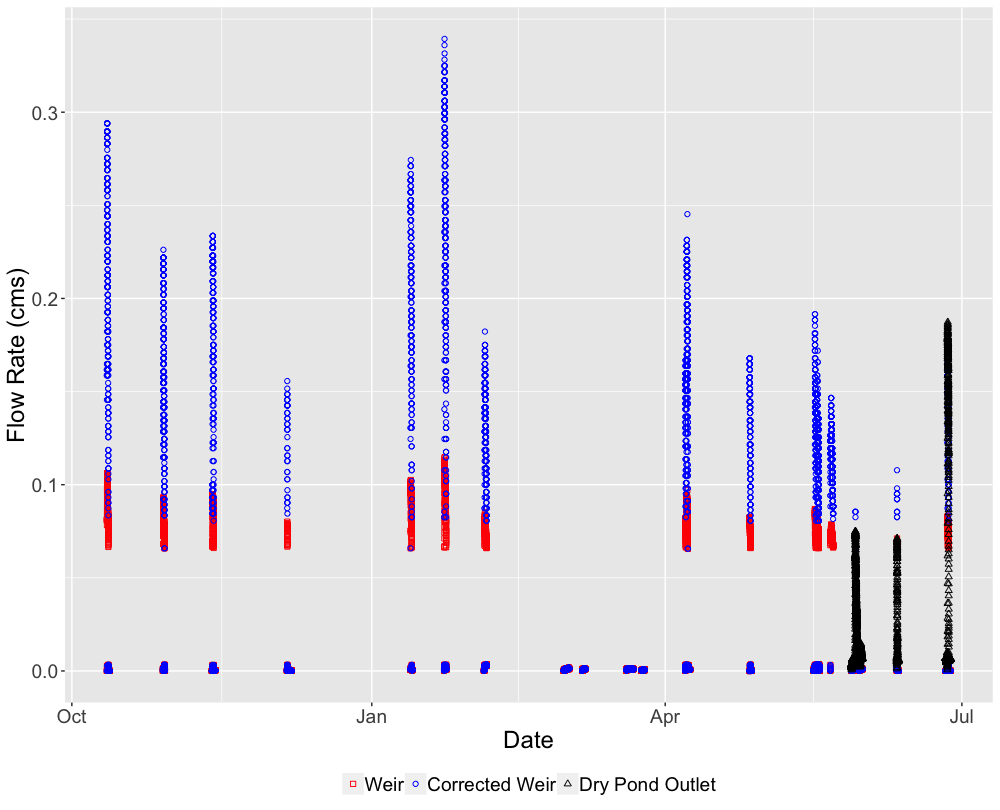 Flow Rate (cms)
0.3
0.2
0.1
0.0
Oct Jan Apr Jul
Date
Weir Corrected Weir Dry Pond Outlet